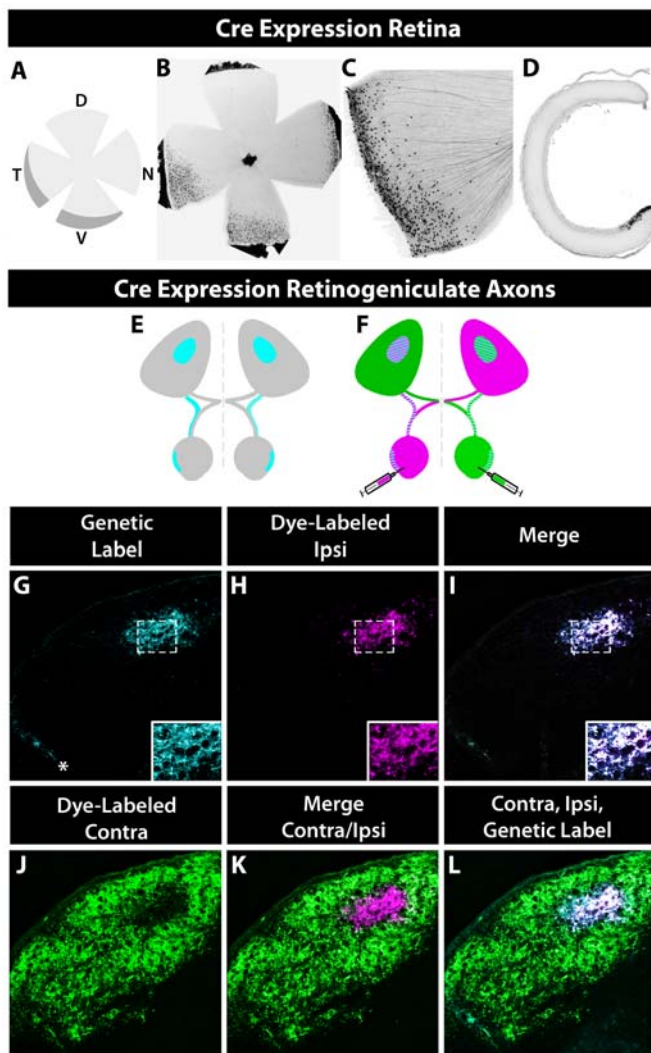 Cre Expression Retina
A
B
C
D
D
T
N
V
Cre Expression Retinogeniculate Axons
E
F
Genetic
Label
Dye-Labeled
Ipsi
Merge
G
H
I
*
Dye-Labeled
Contra
Merge
Contra/Ipsi
Contra, Ipsi,
Genetic Label
J
K
L